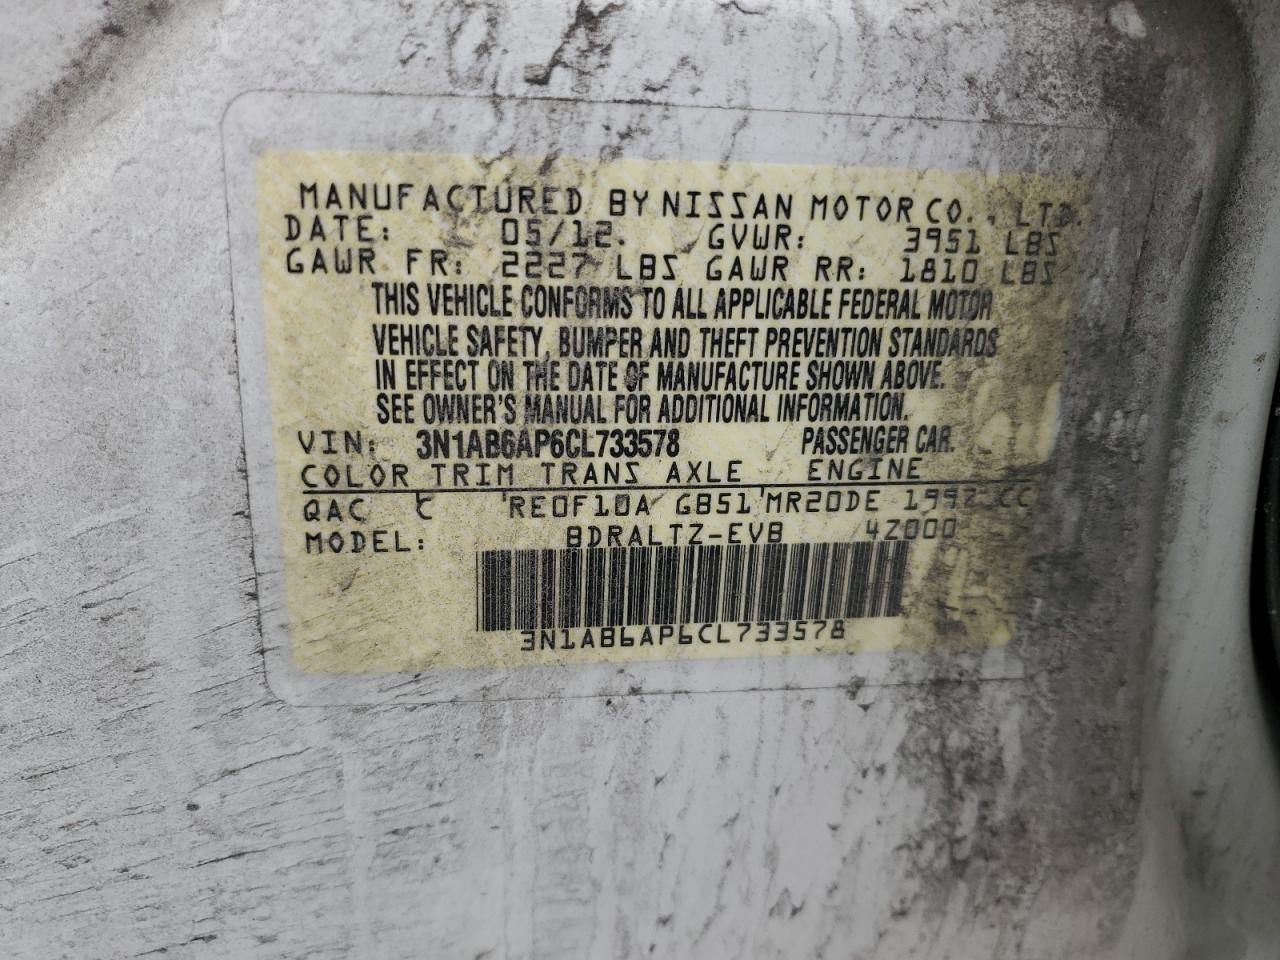 MANUFACTURED BY NISSAN MOTOR CO., LTD.
DATE: 05/12. GVWR: 3951 LBS
GAWR FR: 2227 LBS GAWR RR: 1810 LBS
THIS VEHICLE CONFORMS TO ALL APPLICABLE FEDERAL MOTOR
VEHICLE SAFETY, BUMPER AND THEFT PREVENTION STANDARDS
IN EFFECT ON THE DATE OF MANUFACTURE SHOWN ABOVE.
SEE OWNER'S MANUAL FOR ADDITIONAL INFORMATION.
VIN: 3N1AB6AP6CL733578 PASSENGER CAR.
COLOR TRIM TRANS AXLE ENGINE
QAC C RE0F10A GB51 MR20DE 1997 CC
MODEL: BDRALTZ-EVB 4Z000
3N1AB6AP6CL733578